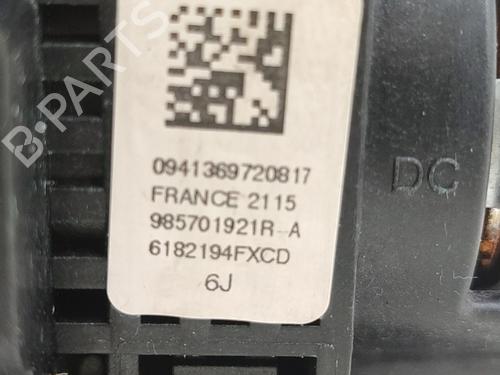 B-PARTS
0941369720817
FRANCE 2115
985701921R-A
6182194FXCD
6J
DC